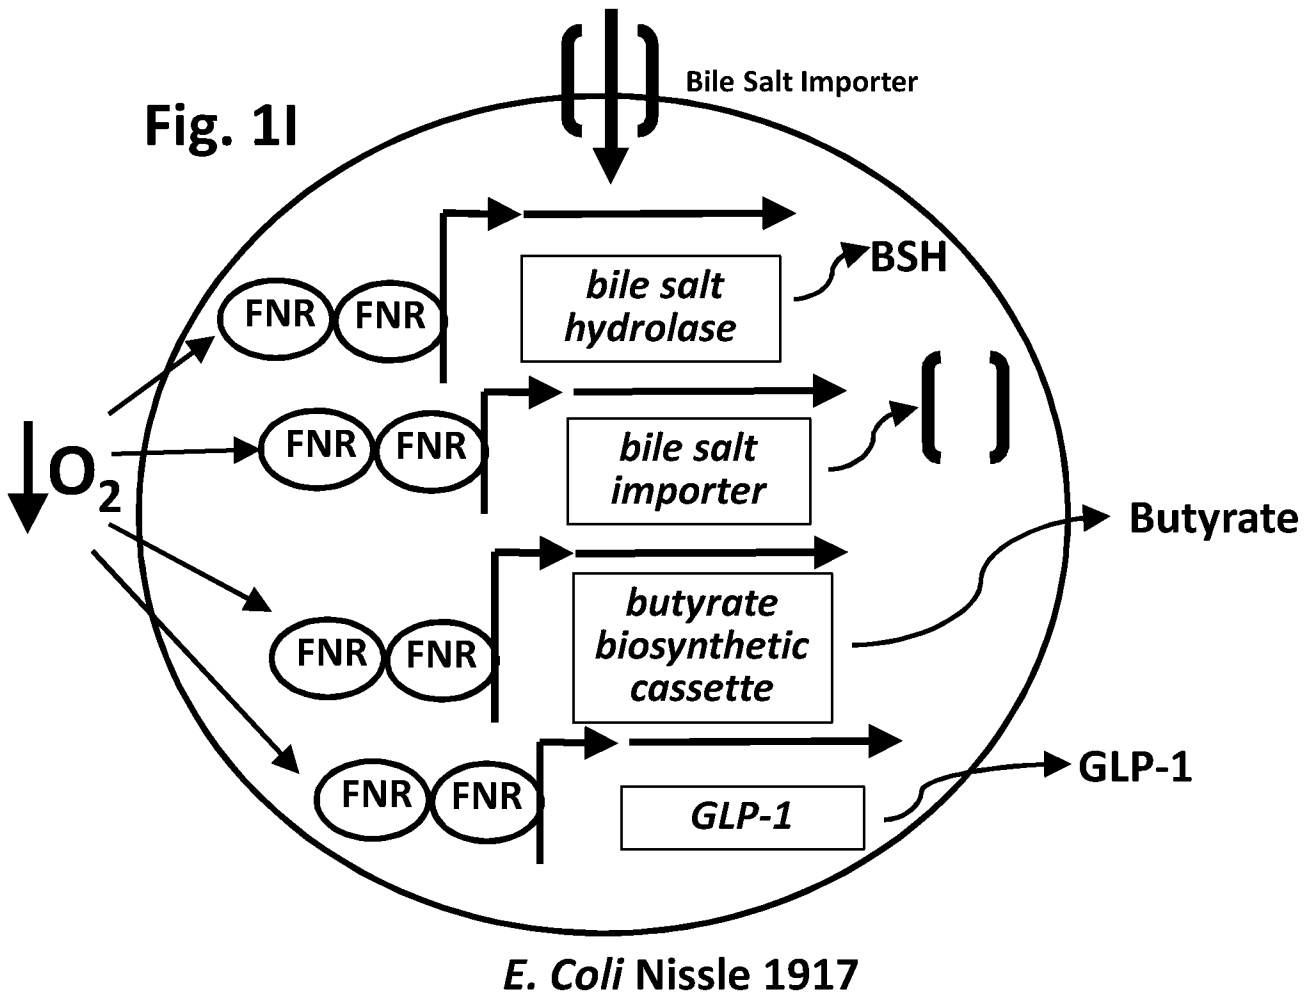 Bile Salt Importer
Fig. 1I
BSH
FNR FNR
bile salt
hydrolase
FNR FNR
bile salt
importer
↓O₂
Butyrate
FNR FNR
butyrate
biosynthetic
cassette
GLP-1
FNR FNR
GLP-1
E. Coli Nissle 1917